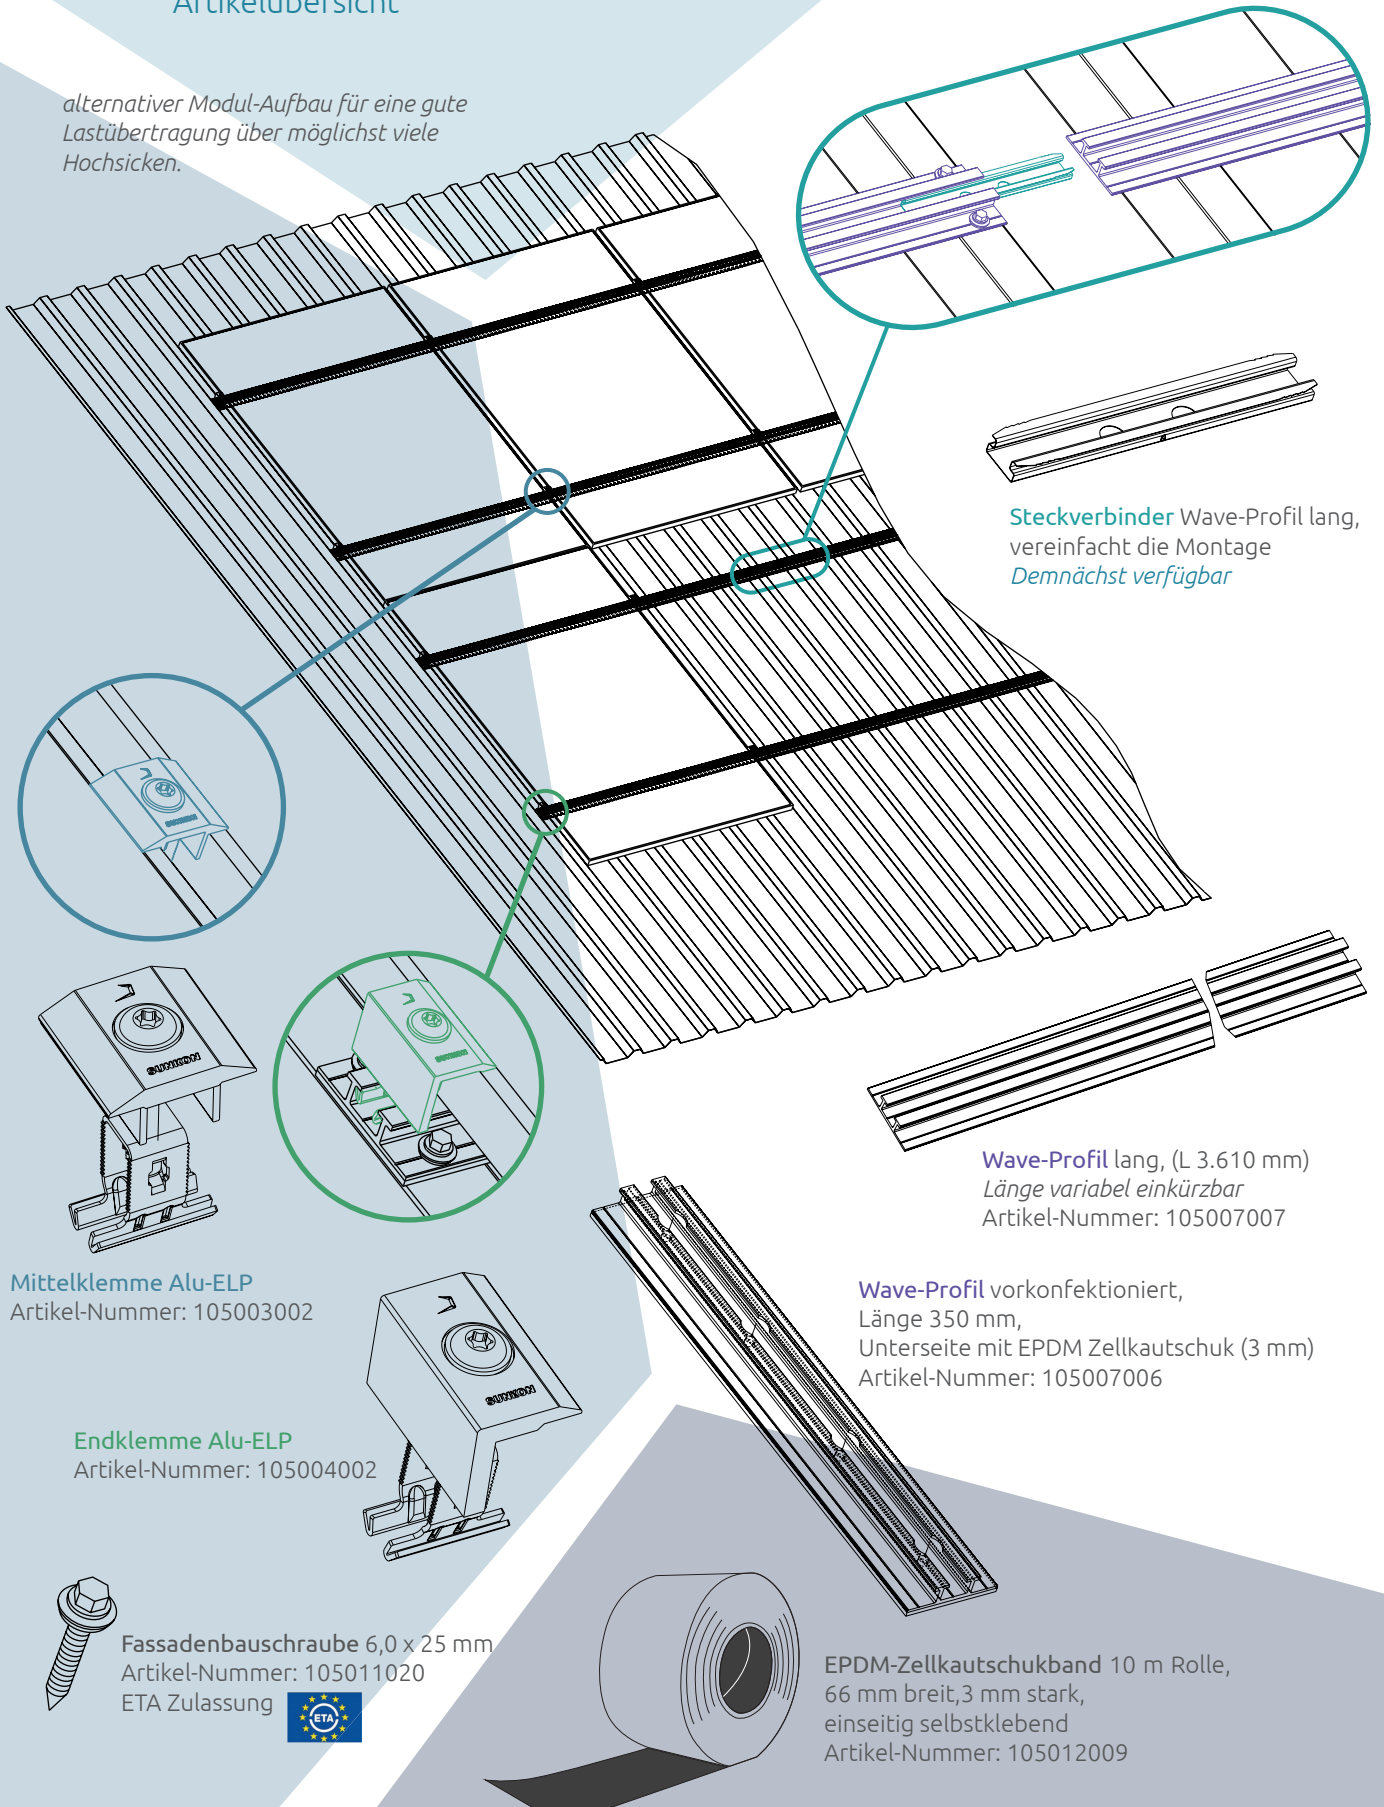 Artikelübersicht
alternativer Modul-Aufbau für eine gute
Lastübertragung über möglichst viele
Hochsicken.
Steckverbinder Wave-Profil lang,
vereinfacht die Montage
Demnächst verfügbar
SUNKON
SUNKON
SUNKON
Wave-Profil lang, (L 3.610 mm)
Länge variabel einkürzbar
Artikel-Nummer: 105007007
Mittelklemme Alu-ELP
Artikel-Nummer: 105003002
Wave-Profil vorkonfektioniert,
Länge 350 mm,
Unterseite mit EPDM Zellkautschuk (3 mm)
Artikel-Nummer: 105007006
SUNKON
Endklemme Alu-ELP
Artikel-Nummer: 105004002
Fassadenbauschraube 6,0 x 25 mm
Artikel-Nummer: 105011020
ETA Zulassung
ETA
EPDM-Zellkautschukband 10 m Rolle,
66 mm breit,3 mm stark,
einseitig selbstklebend
Artikel-Nummer: 105012009